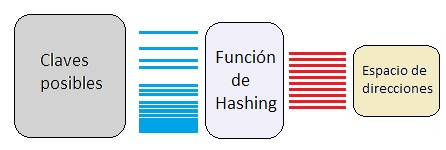 Claves
posibles
Función
de
Hashing
Espacio de
direcciones